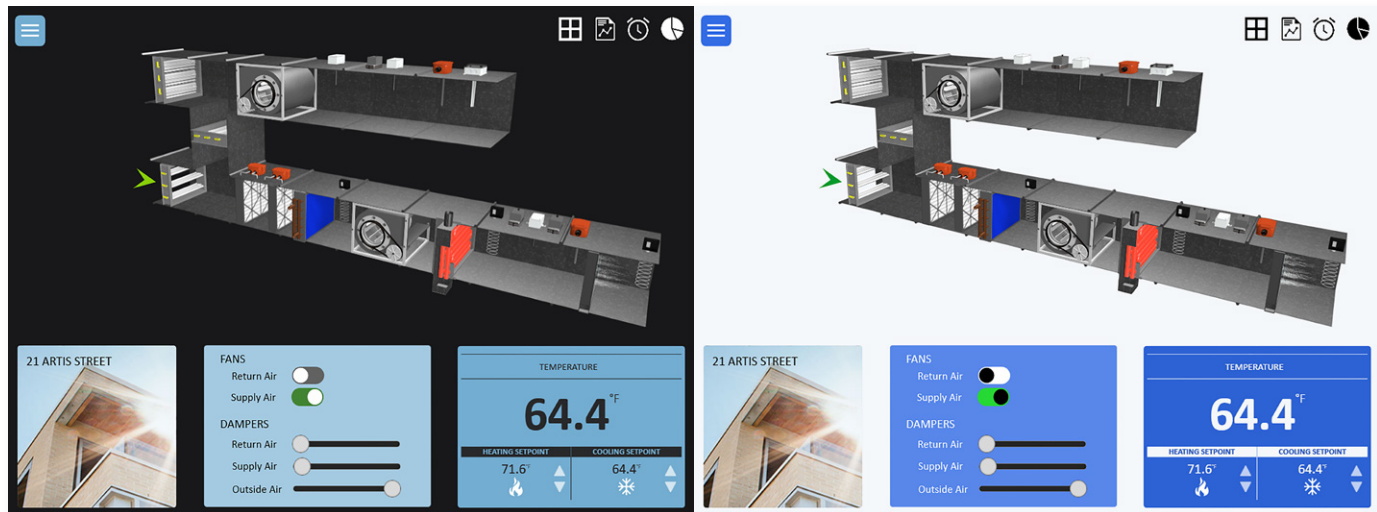 21 ARTIS STREET
FANS
Return Air
Supply Air
DAMPERS
Return Air
Supply Air
Outside Air
TEMPERATURE
64.4°F
HEATING SETPOINT COOLING SETPOINT
71.6°F 64.4°F
21 ARTIS STREET
FANS
Return Air
Supply Air
DAMPERS
Return Air
Supply Air
Outside Air
TEMPERATURE
64.4°F
HEATING SETPOINT COOLING SETPOINT
71.6°F 64.4°F